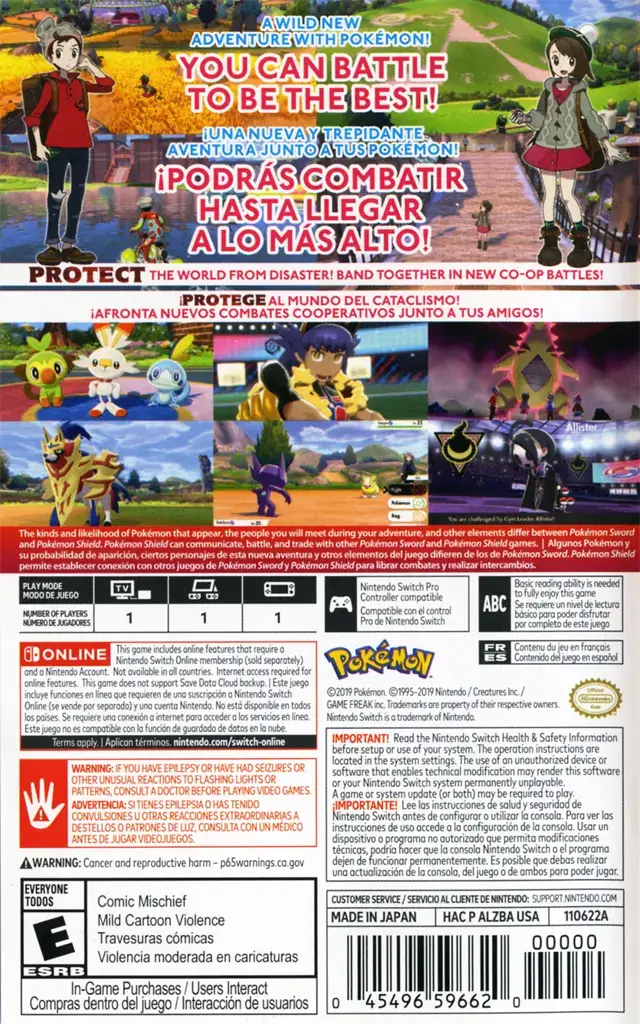 A WILD NEW
ADVENTURE WITH POKÉMON!
YOU CAN BATTLE
TO BE THE BEST!
¡UNA NUEVA Y TREPIDANTE
AVENTURA JUNTO A TUS POKÉMON!
¡PODRÁS COMBATIR
HASTA LLEGAR
A LO MÁS ALTO!
PROTECT THE WORLD FROM DISASTER! BAND TOGETHER IN NEW CO-OP BATTLES!
¡PROTEGE AL MUNDO DEL CATACLISMO!
¡AFRONTA NUEVOS COMBATES COOPERATIVOS JUNTO A TUS AMIGOS!
Allister
Pokémon
Bag
You are challenged by Gym Leader Allister!
The kinds and likelihood of Pokémon that appear, the people you will meet during your adventure, and other elements differ between Pokémon Sword
and Pokémon Shield. Pokémon Shield can communicate, battle, and trade with other Pokémon Sword and Pokémon Shield games. | Algunos Pokémon y
su probabilidad de aparición, ciertos personajes de esta nueva aventura y otros elementos del juego difieren de los de Pokémon Sword. Pokémon Shield
permite establecer conexión con otros juegos de Pokémon Sword y Pokémon Shield para librar combates y realizar intercambios.
PLAY MODE
MODO DE JUEGO
TV
NUMBER OF PLAYERS
NÚMERO DE JUGADORES
1
1
1
Nintendo Switch Pro
Controller compatible
Compatible con el control
Pro de Nintendo Switch
ABC
Basic reading ability is needed
to fully enjoy this game
Se requiere un nivel de lectura
básico para poder disfrutar
por completo de este juego
FR
ES
Contenu du jeu en français
Contenido del juego en español
ONLINE
This game includes online features that require a
Nintendo Switch Online membership (sold separately)
and a Nintendo Account. Not available in all countries. Internet access required for
online features. This game does not support Save Data Cloud backup. | Este juego
incluye funciones en línea que requieren de una suscripción a Nintendo Switch
Online (se vende por separado) y una cuenta Nintendo. No está disponible en todos
los países. Se requiere una conexión a internet para acceder a los servicios en línea.
Este juego no es compatible con la función de guardado de datos en la nube.
Terms apply. | Aplican términos. nintendo.com/switch-online
POKéMON
©2019 Pokémon. ©1995-2019 Nintendo / Creatures Inc. /
GAME FREAK inc. Trademarks are property of their respective owners.
Nintendo Switch is a trademark of Nintendo.
Official
Nintendo
Seal
WARNING: IF YOU HAVE EPILEPSY OR HAVE HAD SEIZURES OR
OTHER UNUSUAL REACTIONS TO FLASHING LIGHTS OR
PATTERNS, CONSULT A DOCTOR BEFORE PLAYING VIDEO GAMES.
ADVERTENCIA: SI TIENES EPILEPSIA O HAS TENIDO
CONVULSIONES U OTRAS REACCIONES EXTRAORDINARIAS A
DESTELLOS O PATRONES DE LUZ, CONSULTA CON UN MÉDICO
ANTES DE JUGAR VIDEOJUEGOS.
IMPORTANT! Read the Nintendo Switch Health & Safety Information
before setup or use of your system. The operation instructions are
located in the system settings. The use of an unauthorized device or
software that enables technical modification may render this software
or your Nintendo Switch system permanently unplayable.
A game or system update (or both) may be required to play.
¡IMPORTANTE! Lee las instrucciones de salud y seguridad de
Nintendo Switch antes de configurar o utilizar la consola. Para ver las
instrucciones de uso accede a la configuración de la consola. Usar un
dispositivo o programa no autorizado que permita modificaciones
técnicas, podría hacer que la consola Nintendo Switch o el programa
dejen de funcionar permanentemente. Es posible que debas realizar
una actualización de la consola, del juego o de ambos para poder jugar.
WARNING: Cancer and reproductive harm – p65warnings.ca.gov
EVERYONE
TODOS
E
ESRB
Comic Mischief
Mild Cartoon Violence
Travesuras cómicas
Violencia moderada en caricaturas
In-Game Purchases / Users Interact
Compras dentro del juego / Interacción de usuarios
CUSTOMER SERVICE / SERVICIO AL CLIENTE DE NINTENDO: SUPPORT.NINTENDO.COM
MADE IN JAPAN
HAC P ALZBA USA
110622A
00000
0 45496 59662 0